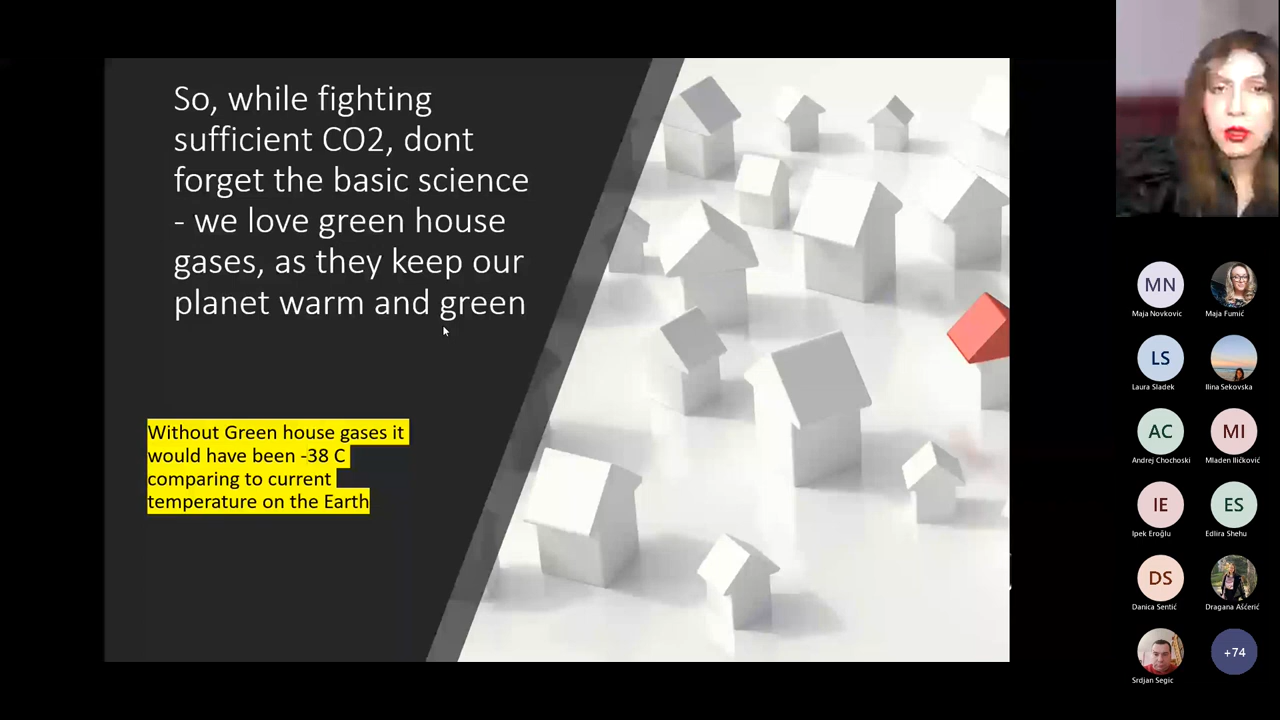 So, while fighting
sufficient CO2, dont
forget the basic science
- we love green house
gases, as they keep our
planet warm and green
Without Green house gases it
would have been -38 C
comparing to current
temperature on the Earth
MN
Maja Novkovic
Maja Fumić
LS
Laura Sladek
Ilina Sekovska
AC
Andrej Chochoski
MI
Mladen Iličković
IE
Ipek Eroğlu
ES
Edlira Shehu
DS
Danica Sentić
Dragana Ašćerić
Srdjan Segic
+74